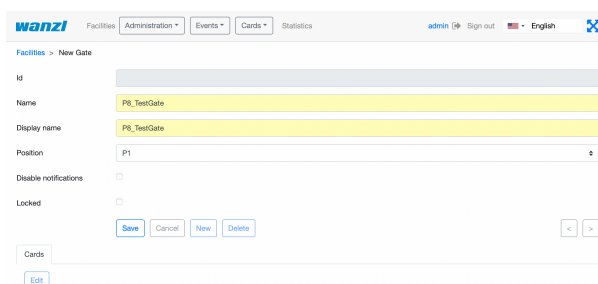 wanzl Facilities Administration Events Cards Statistics admin Sign out English
Facilities > New Gate
Id
Name P8_TestGate
Display name P8_TestGate
Position P1
Disable notifications
Locked
Save Cancel New Delete < >
Cards
Edit